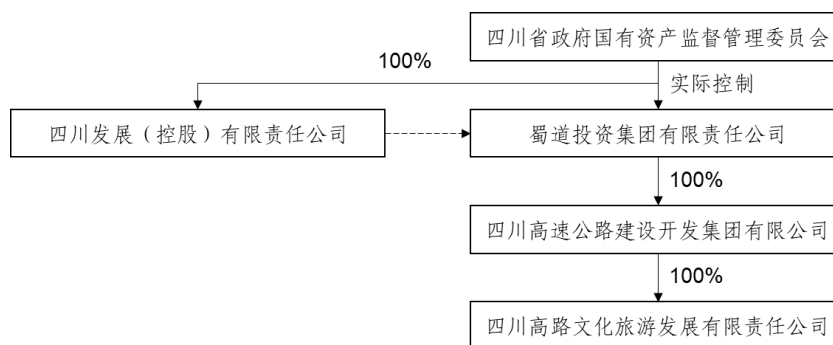 四川省政府国有资产监督管理委员会
100%
实际控制
四川发展（控股）有限责任公司
蜀道投资集团有限责任公司
100%
四川高速公路建设开发集团有限公司
100%
四川高路文化旅游发展有限责任公司